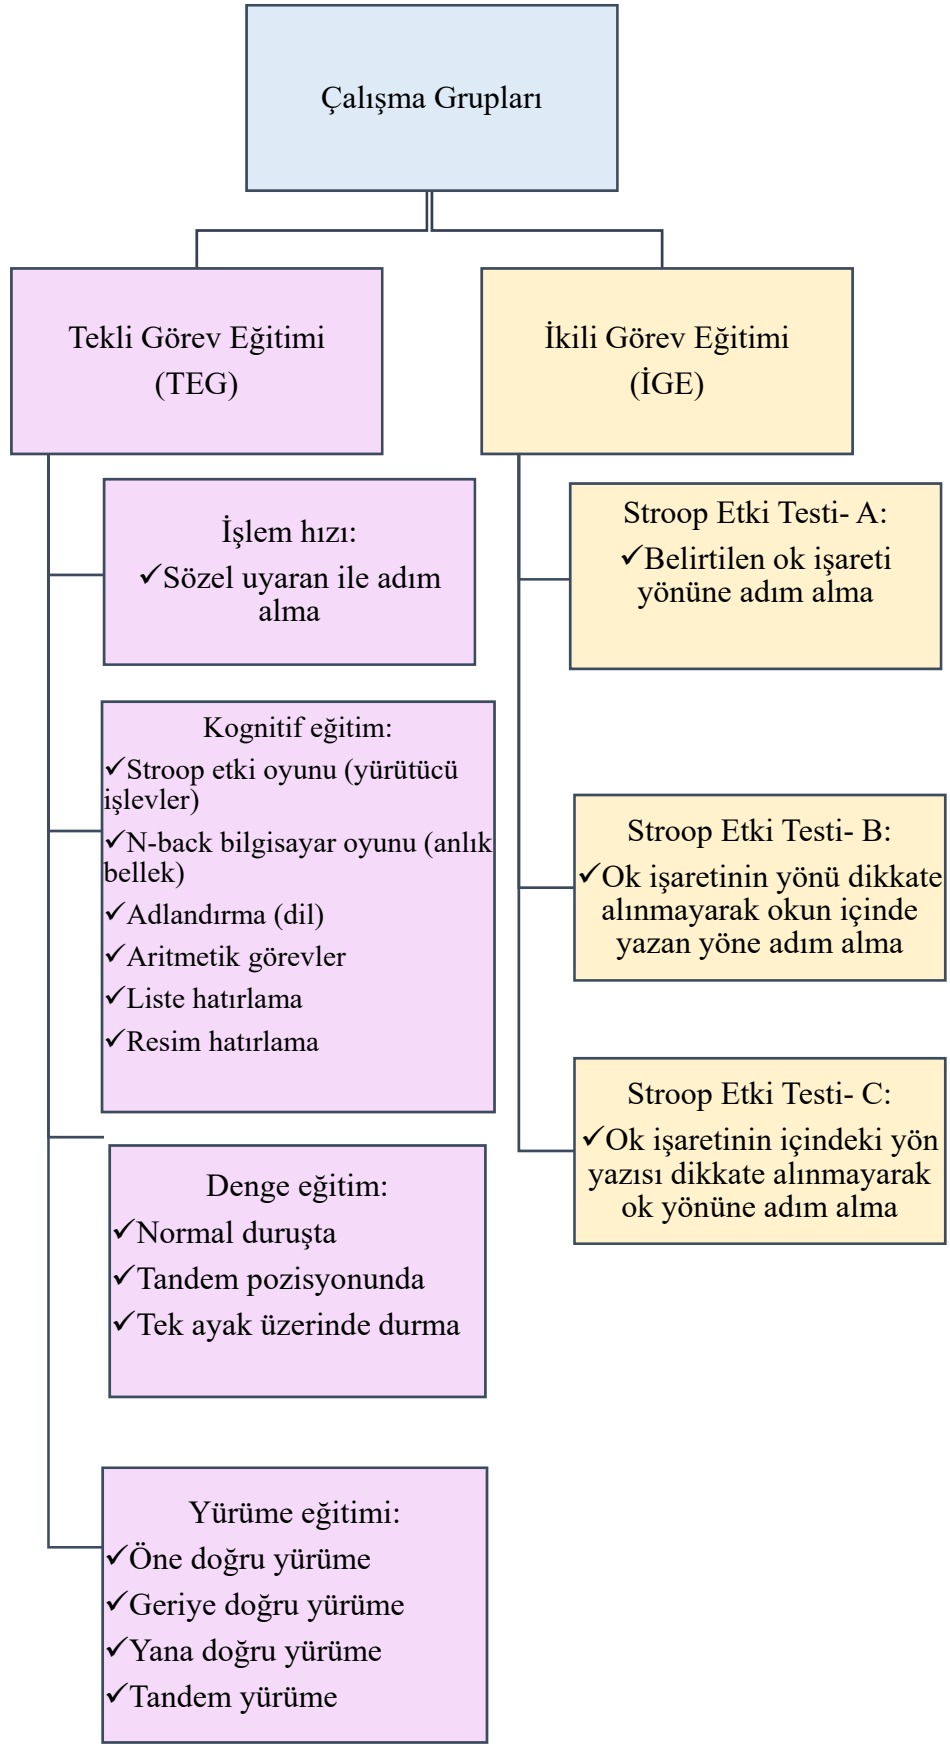 Çalışma Grupları
Tekli Görev Eğitimi
(TEG)
İşlem hızı:
✓Sözel uyaran ile adım
alma
Kognitif eğitim:
✓Stroop etki oyunu (yürütücü
işlevler)
✓N-back bilgisayar oyunu (anlık
bellek)
✓Adlandırma (dil)
✓Aritmetik görevler
✓Liste hatırlama
✓Resim hatırlama
Denge eğitim:
✓Normal duruşta
✓Tandem pozisyonunda
✓Tek ayak üzerinde durma
Yürüme eğitimi:
✓Öne doğru yürüme
✓Geriye doğru yürüme
✓Yana doğru yürüme
✓Tandem yürüme
İkili Görev Eğitimi
(İGE)
Stroop Etki Testi- A:
✓Belirtilen ok işareti
yönüne adım alma
Stroop Etki Testi- B:
✓Ok işaretinin yönü dikkate
alınmayarak okun içinde
yazan yöne adım alma
Stroop Etki Testi- C:
✓Ok işaretinin içindeki yön
yazısı dikkate alınmayarak
ok yönüne adım alma